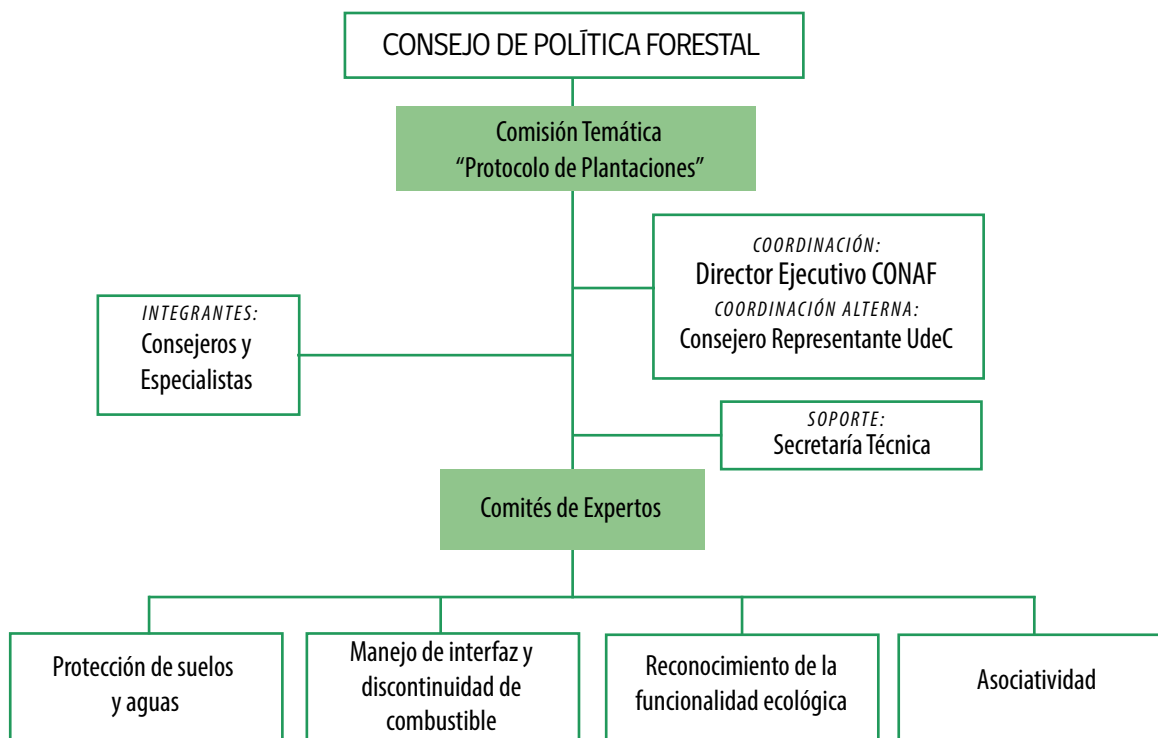 CONSEJO DE POLÍTICA FORESTAL
Comisión Temática
“Protocolo de Plantaciones”
COORDINACIÓN:
Director Ejecutivo CONAF
COORDINACIÓN ALTERNA:
Consejero Representante UdeC
INTEGRANTES:
Consejeros y
Especialistas
SOPORTE:
Secretaría Técnica
Comités de Expertos
Protección de suelos
y aguas
Manejo de interfaz y
discontinuidad de
combustible
Reconocimiento de la
funcionalidad ecológica
Asociatividad